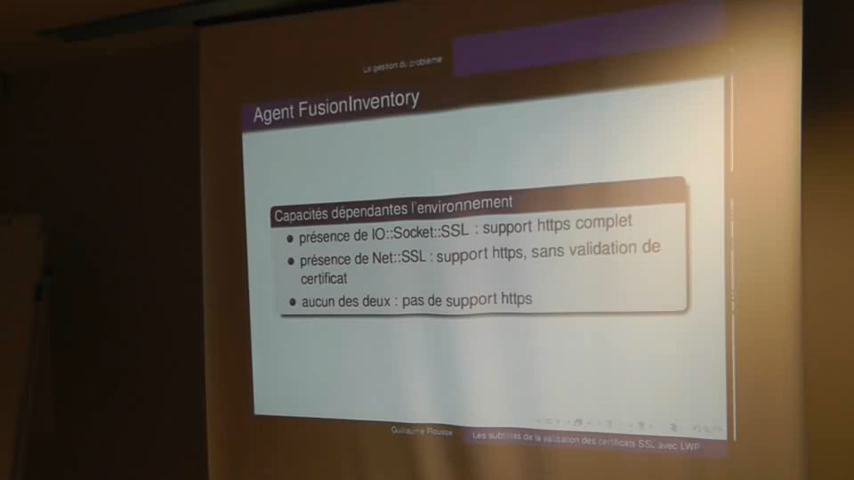 La gestion du problème
Agent FusionInventory
Capacités dépendantes l'environnement
présence de IO::Socket::SSL : support https complet
présence de Net::SSL : support https, sans validation de
certificat
aucun des deux : pas de support https
Guillaume Rousse
Les subtilités de la validation des certificats SSL avec LWP